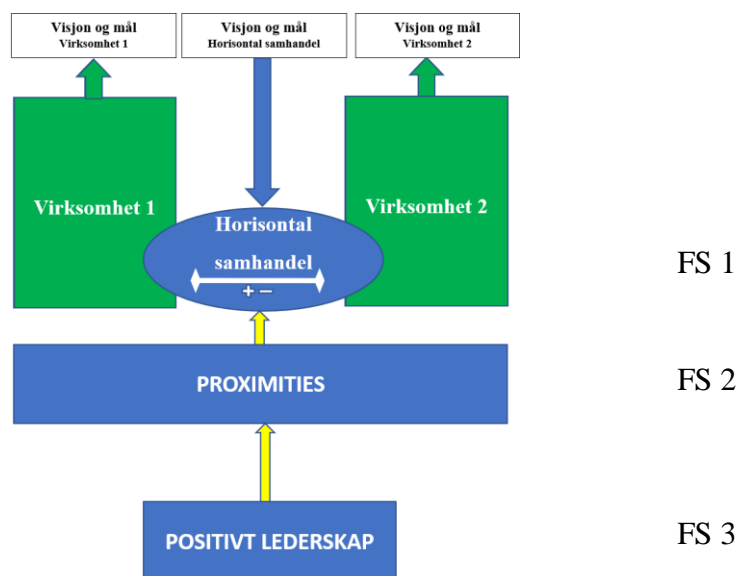 Visjon og mål
Virksomhet 1
Visjon og mål
Horisontal samhandel
Visjon og mål
Virksomhet 2
Virksomhet 1
Horisontal
samhandel
+ –
Virksomhet 2
FS 1
PROXIMITIES
FS 2
POSITIVT LEDERSKAP
FS 3